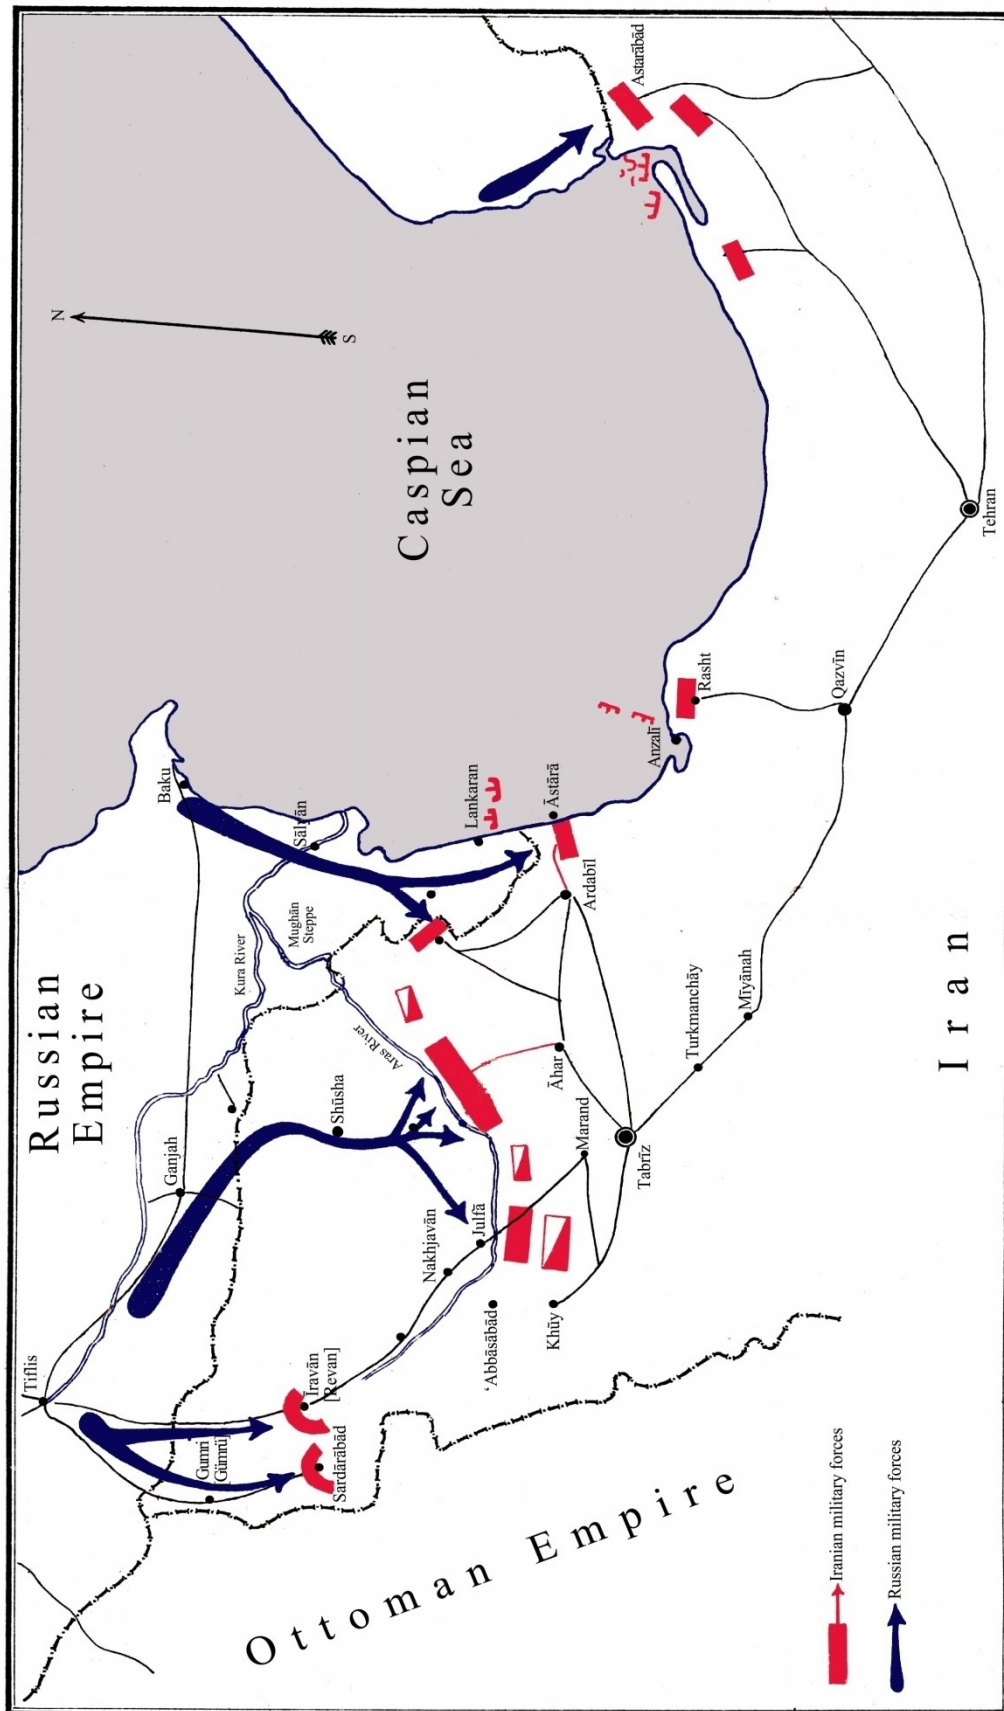 N
S
Caspian
Sea
Russian
Empire
Ottoman Empire
Iran
Tiflis
Gumrī
[Gümrü]
Sardārābād
Īravān
[Revan]
Ganjah
Nakhjavān
Julfā
'Abbāsābād
Khūy
Shūsha
Kura River
Mughān
Steppe
Aras River
Baku
Sālyān
Lankaran
Āstārā
Ardabīl
Āhar
Marand
Tabrīz
Turkmanchāy
Mīyānah
Anzalī
Rasht
Qazvīn
Tehran
Astarābād
Iranian military forces
Russian military forces